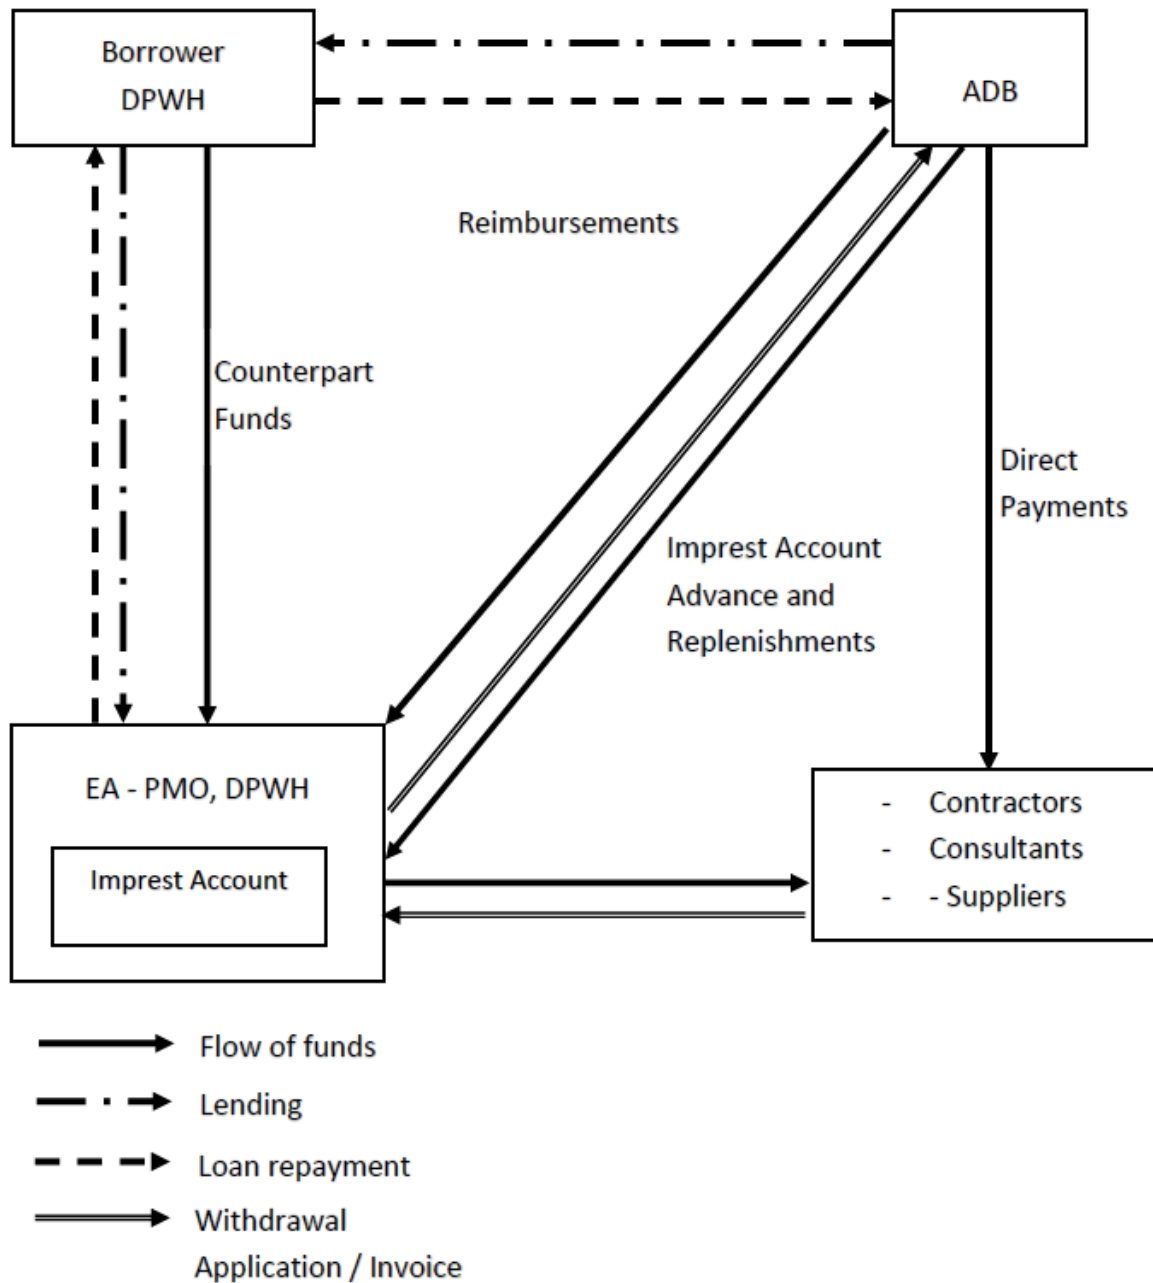 Borrower
DPWH
ADB
Reimbursements
Counterpart
Funds
Direct
Payments
Imprest Account
Advance and
Replenishments
EA - PMO, DPWH
Imprest Account
- Contractors
- Consultants
- - Suppliers
Flow of funds
Lending
Loan repayment
Withdrawal
Application / Invoice